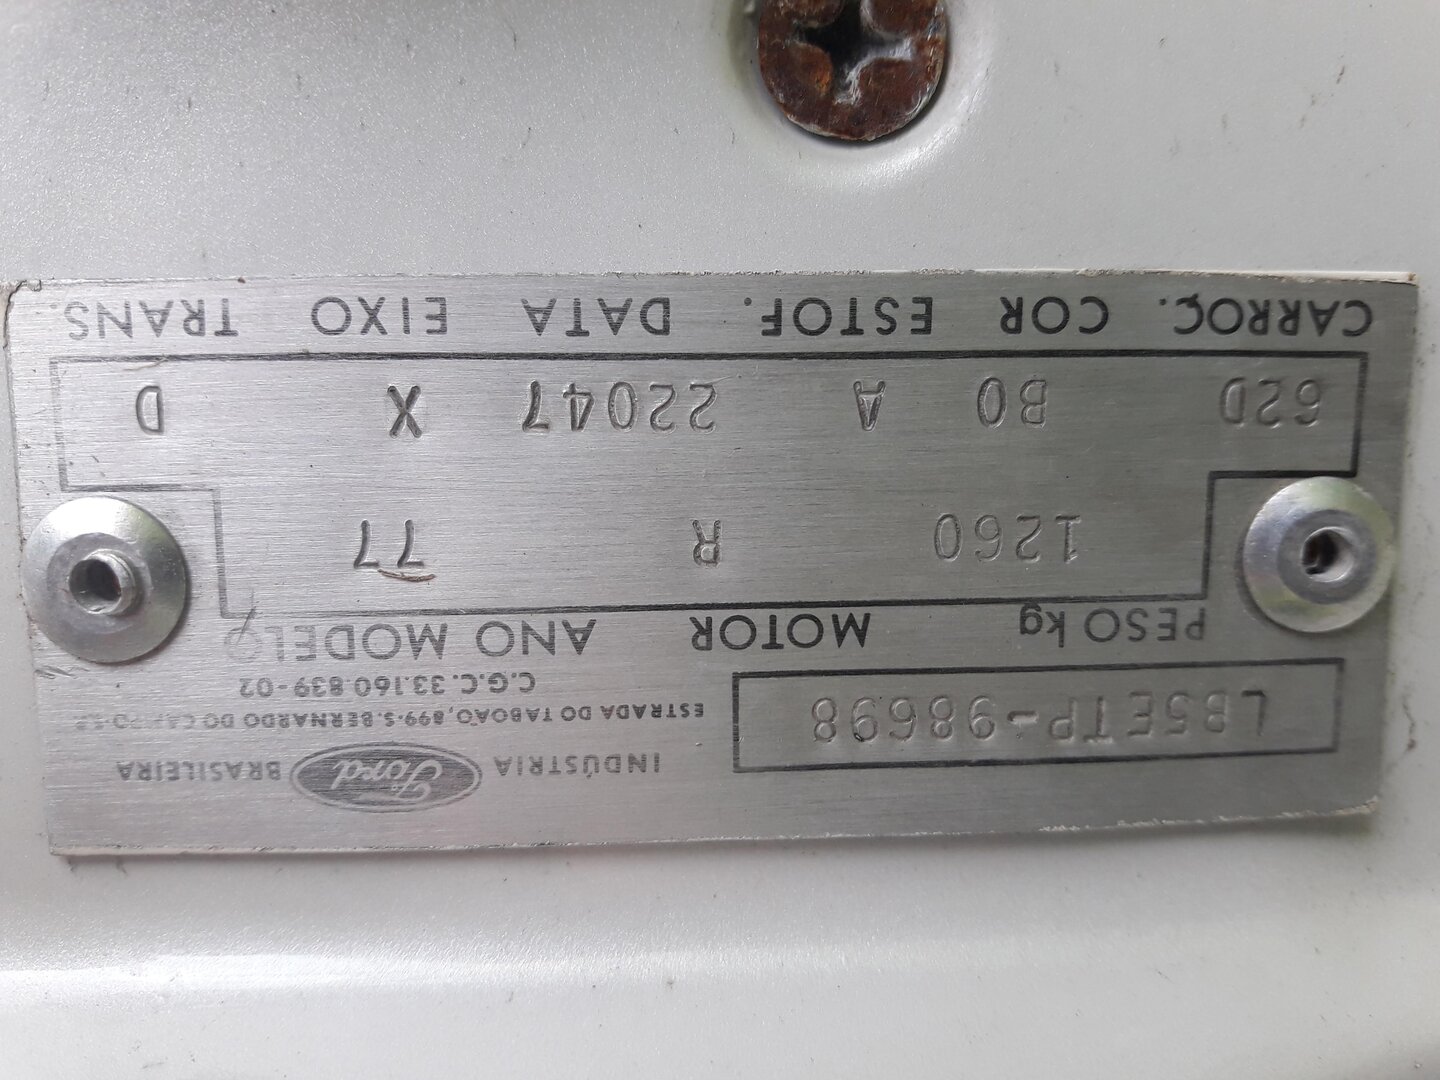 INDÚSTRIA Ford BRASILEIRA
ESTRADA DO TABOÃO, 899-S.BERNARDO DO CAMPO-S.P.
C.G.C. 33.160.839-02
LB5ETP-98698
PESO kg MOTOR ANO MODELO
1260 R 77
62D B0 A 22047 X D
CARROÇ. COR ESTOF. DATA EIXO TRANS.